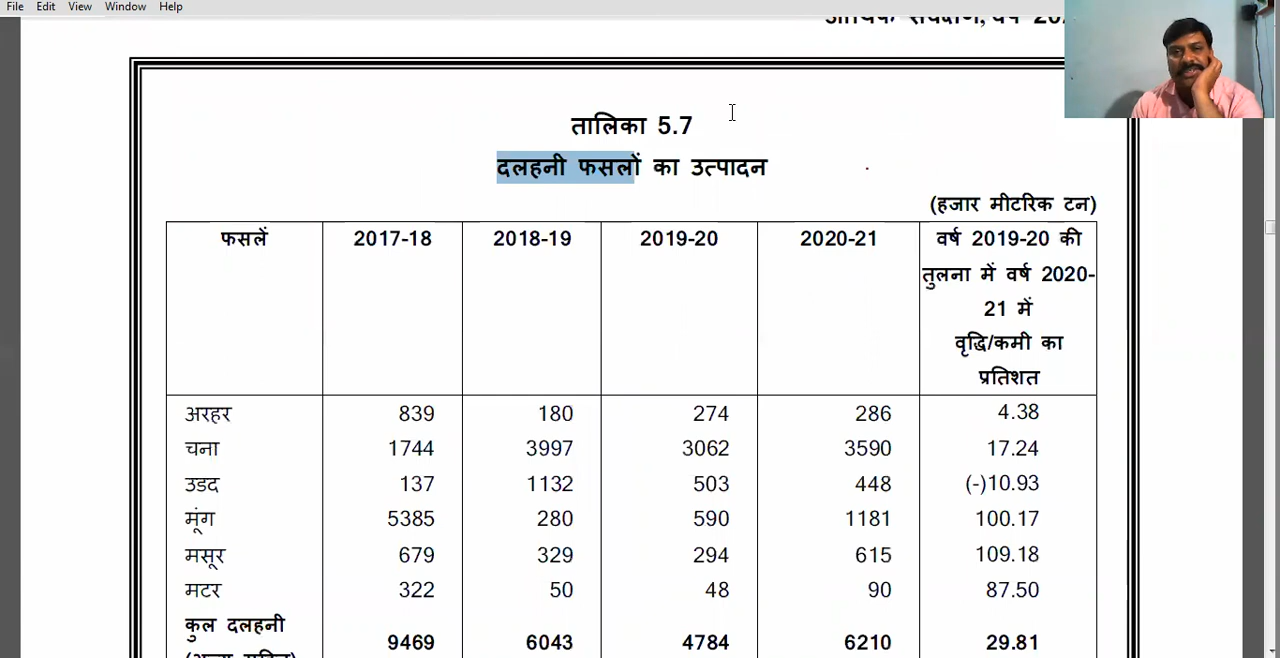 File Edit View Window Help
तालिका 5.7
दलहनी फसलों का उत्पादन
(हजार मीटरिक टन)
फसलें 2017-18 2018-19 2019-20 2020-21 वर्ष 2019-20 की
तुलना में वर्ष 2020-
21 में
वृद्धि/कमी का
प्रतिशत
अरहर 839 180 274 286 4.38
चना 1744 3997 3062 3590 17.24
उडद 137 1132 503 448 (-)10.93
मूंग 5385 280 590 1181 100.17
मसूर 679 329 294 615 109.18
मटर 322 50 48 90 87.50
कुल दलहनी
9469 6043 4784 6210 29.81